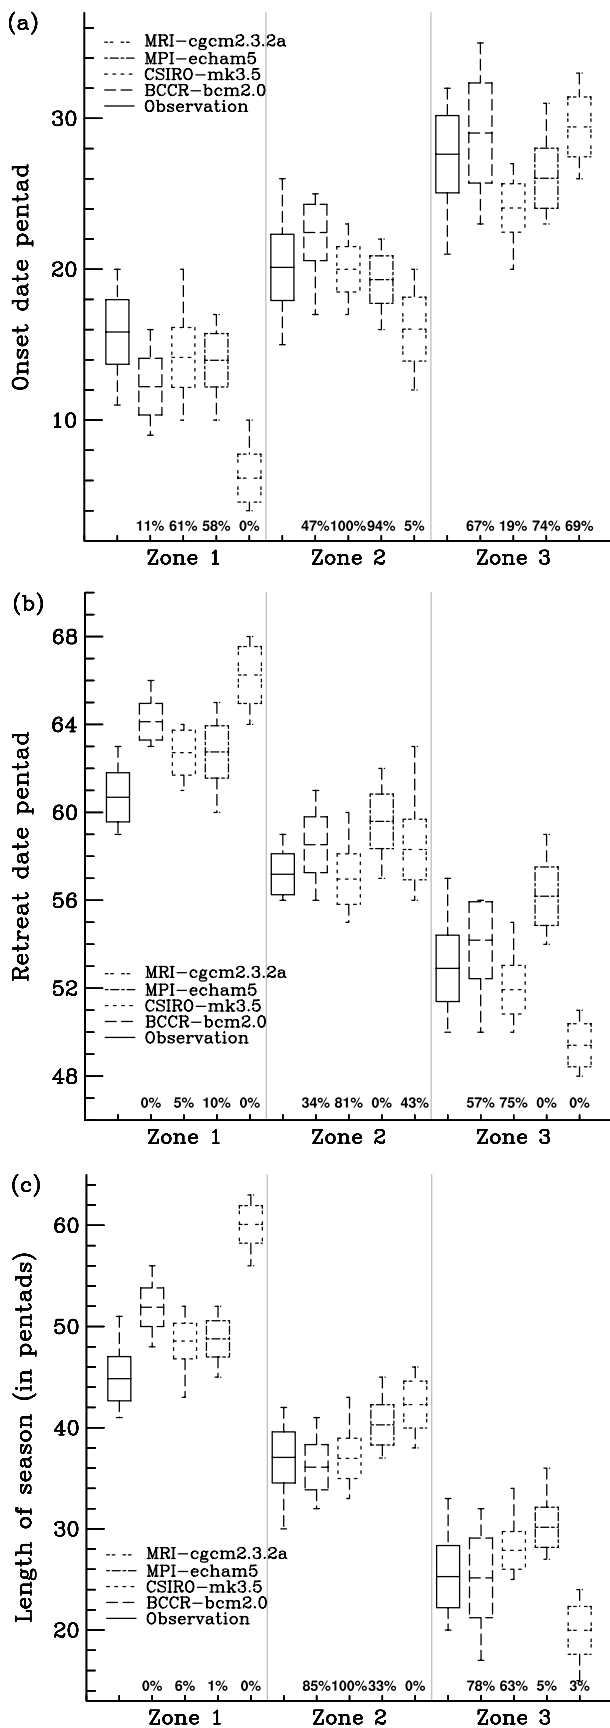 (a)
MRI-cgcm2.3.2a
MPI-echam5
CSIRO-mk3.5
BCCR-bcm2.0
Observation
Onset date pentad
30
20
10
11% 61% 58% 0% 47% 100% 94% 5% 67% 19% 74% 69%
Zone 1 Zone 2 Zone 3
(b)
Retreat date pentad
68
64
60
56
52
48
MRI-cgcm2.3.2a
MPI-echam5
CSIRO-mk3.5
BCCR-bcm2.0
Observation
0% 5% 10% 0% 34% 81% 0% 43% 57% 75% 0% 0%
Zone 1 Zone 2 Zone 3
(c)
Length of season (in pentads)
60
50
40
30
20
MRI-cgcm2.3.2a
MPI-echam5
CSIRO-mk3.5
BCCR-bcm2.0
Observation
0% 6% 1% 0% 85% 100% 33% 0% 78% 63% 5% 3%
Zone 1 Zone 2 Zone 3